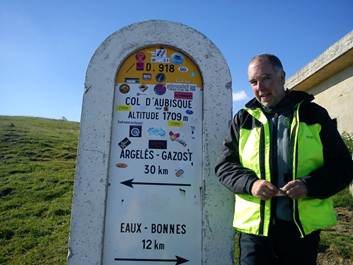 D. 918
COL D'AUBISQUE
ALTITUDE 1709 m
ARGELÈS - GAZOST
30 km
EAUX - BONNES
12 km